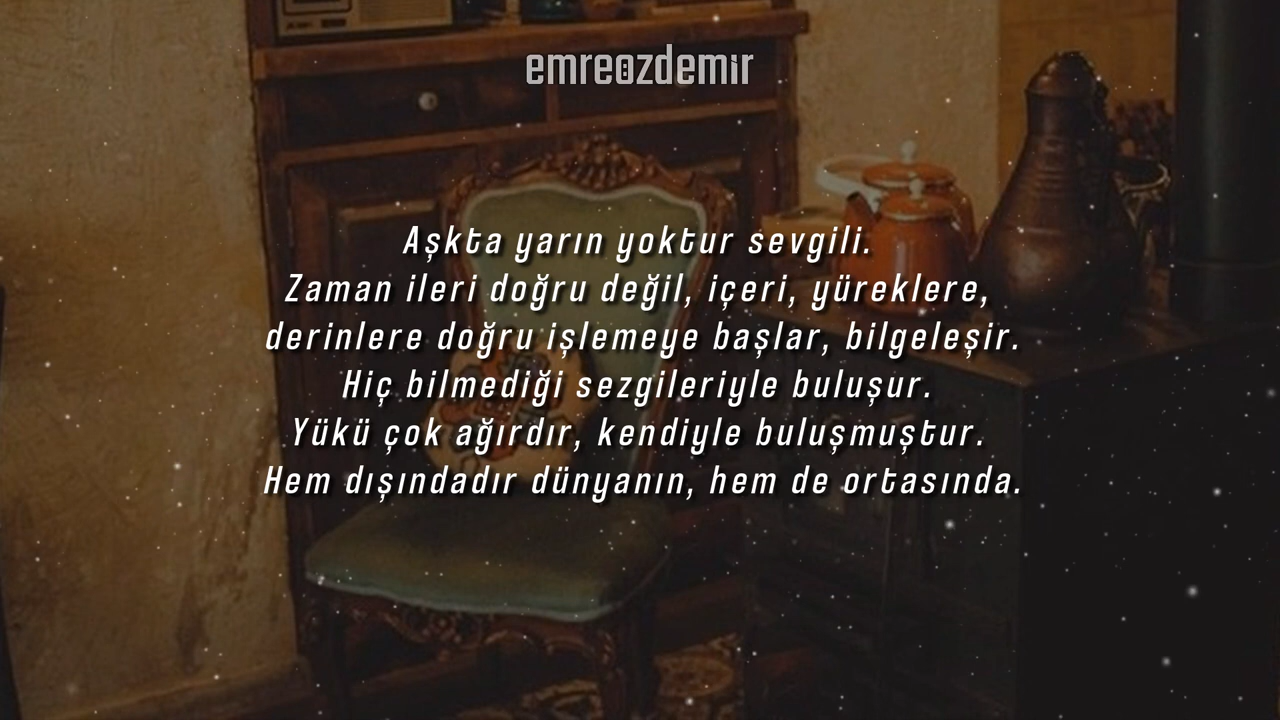 emreozdemir
Aşkta yarın yoktur sevgili.
Zaman ileri doğru değil, içeri, yüreklere,
derinlere doğru işlemeye başlar, bilgeleşir.
Hiç bilmediği sezgileriyle buluşur.
Yükü çok ağırdır, kendiyle buluşmuştur.
Hem dışındadır dünyanın, hem de ortasında.